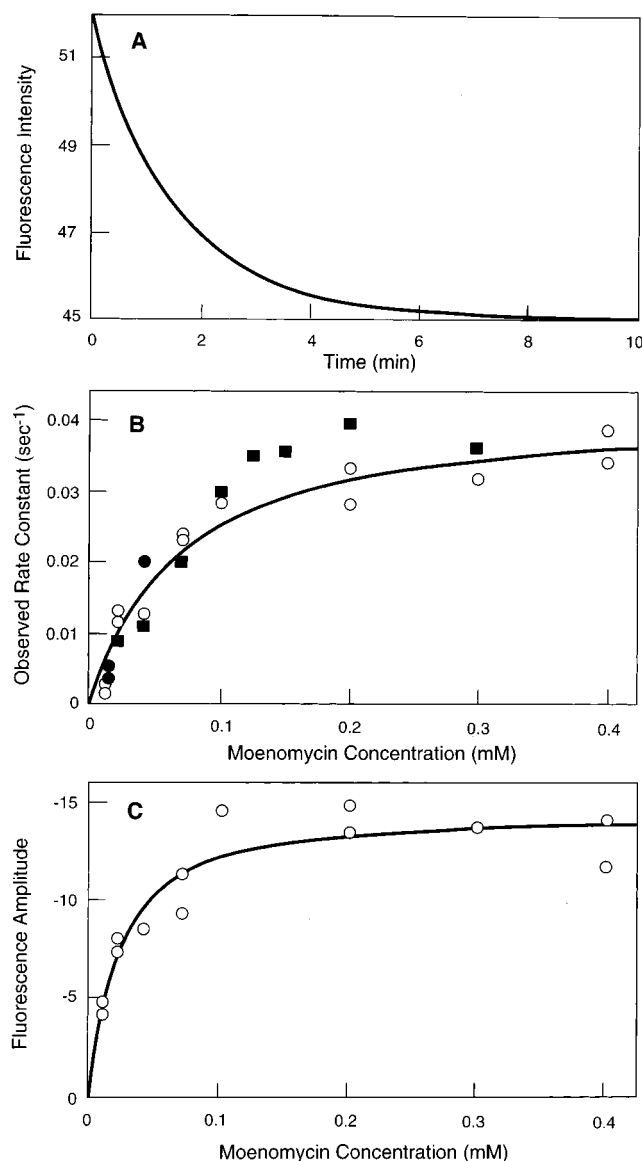 A
Fluorescence Intensity
51
49
47
45
0 2 4 6 8 10
Time (min)
B
Observed Rate Constant (sec⁻¹)
0.04
0.03
0.02
0.01
0
0 0.1 0.2 0.3 0.4
Moenomycin Concentration (mM)
C
Fluorescence Amplitude
-15
-10
-5
0
0 0.1 0.2 0.3 0.4
Moenomycin Concentration (mM)